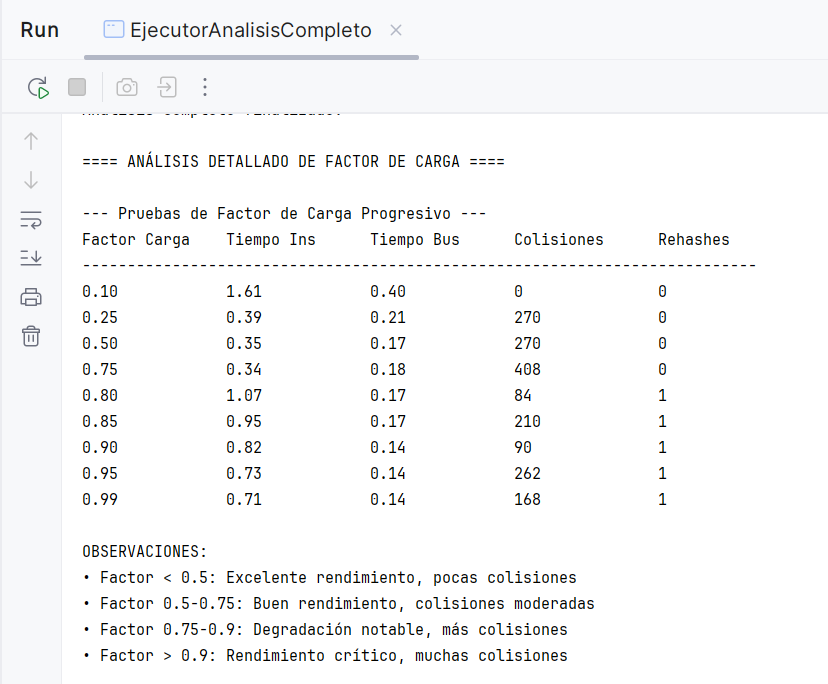 Run EjecutorAnalisisCompleto
==== ANÁLISIS DETALLADO DE FACTOR DE CARGA ====
--- Pruebas de Factor de Carga Progresivo ---
Factor Carga Tiempo Ins Tiempo Bus Colisiones Rehashes
---------------------------------------------------------------------------
0.10 1.61 0.40 0 0
0.25 0.39 0.21 270 0
0.50 0.35 0.17 270 0
0.75 0.34 0.18 408 0
0.80 1.07 0.17 84 1
0.85 0.95 0.17 210 1
0.90 0.82 0.14 90 1
0.95 0.73 0.14 262 1
0.99 0.71 0.14 168 1
OBSERVACIONES:
• Factor < 0.5: Excelente rendimiento, pocas colisiones
• Factor 0.5-0.75: Buen rendimiento, colisiones moderadas
• Factor 0.75-0.9: Degradación notable, más colisiones
• Factor > 0.9: Rendimiento crítico, muchas colisiones